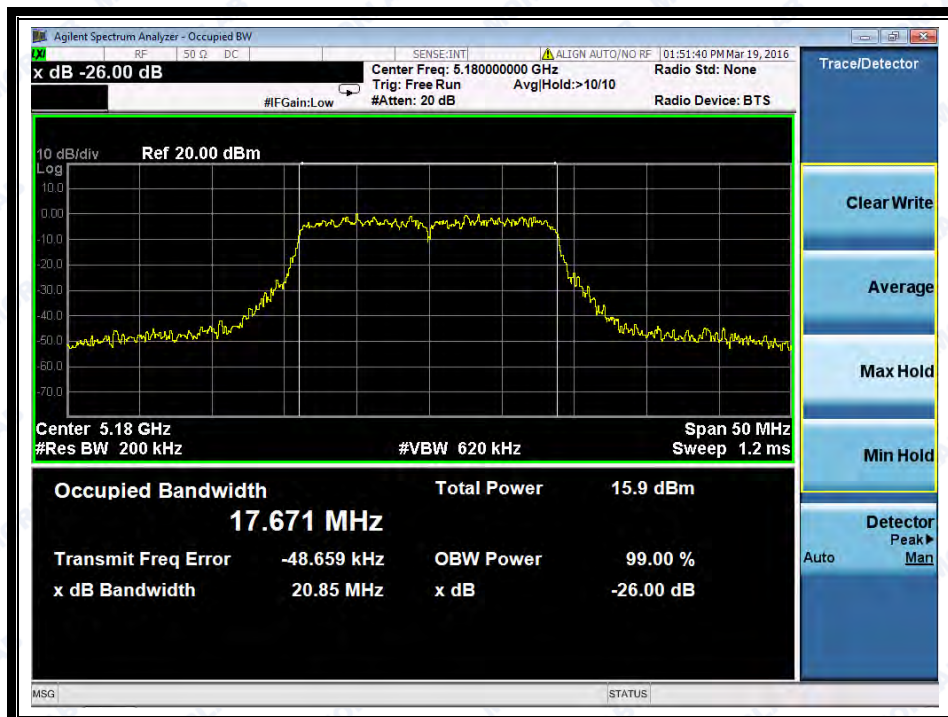 Agilent Spectrum Analyzer - Occupied BW
LXI RF 50 Ω DC SENSE:INT ALIGN AUTO/NO RF 01:51:40 PM Mar 19, 2016
x dB -26.00 dB
Center Freq: 5.180000000 GHz Radio Std: None
Trig: Free Run Avg|Hold:>10/10
#IFGain:Low #Atten: 20 dB Radio Device: BTS
10 dB/div Ref 20.00 dBm
Log
10.0
0.00
-10.0
-20.0
-30.0
-40.0
-50.0
-60.0
-70.0
Center 5.18 GHz Span 50 MHz
#Res BW 200 kHz #VBW 620 kHz Sweep 1.2 ms
Occupied Bandwidth Total Power 15.9 dBm
17.671 MHz
Transmit Freq Error -48.659 kHz OBW Power 99.00 %
x dB Bandwidth 20.85 MHz x dB -26.00 dB
MSG STATUS
Trace/Detector
Clear Write
Average
Max Hold
Min Hold
Detector
Peak▶
Auto Man